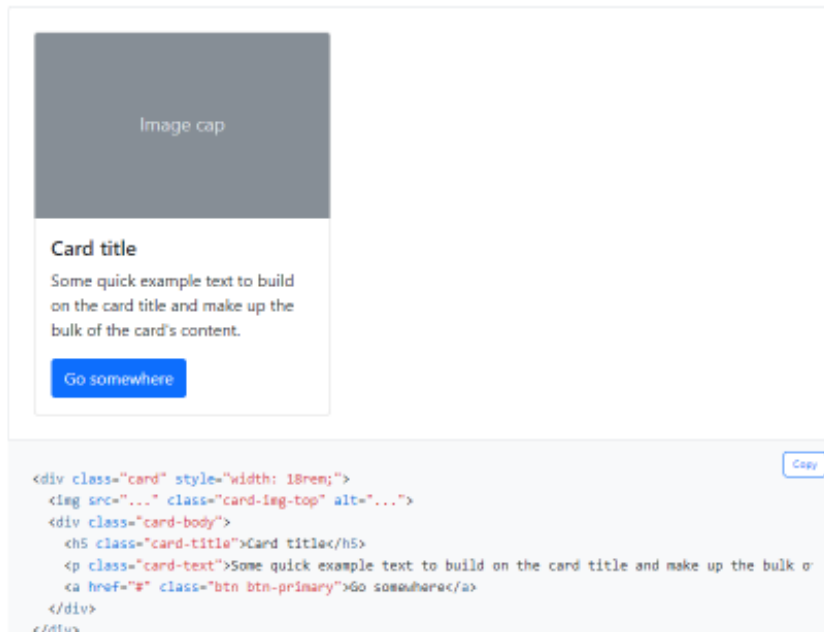 Image cap
Card title
Some quick example text to build
on the card title and make up the
bulk of the card's content.
Go somewhere
Copy
<div class="card" style="width: 18rem;">
  <img src="..." class="card-img-top" alt="...">
  <div class="card-body">
    <h5 class="card-title">Card title</h5>
    <p class="card-text">Some quick example text to build on the card title and make up the bulk o
    <a href="#" class="btn btn-primary">Go somewhere</a>
  </div>
</div>